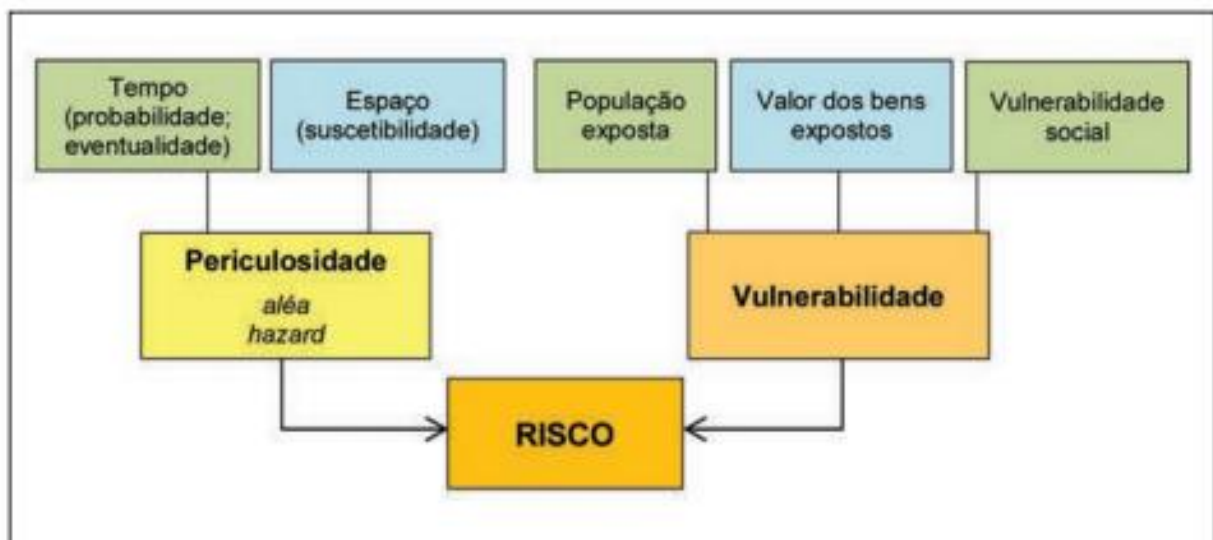 Tempo
(probabilidade;
eventualidade)
Espaço
(suscetibilidade)
População
exposta
Valor dos bens
expostos
Vulnerabilidade
social
Periculosidade
aléa
hazard
Vulnerabilidade
RISCO